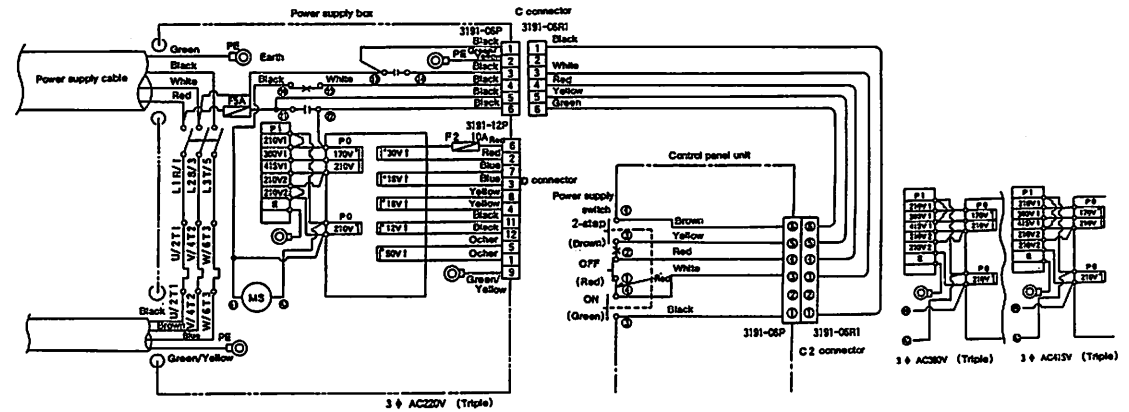 Power supply box
C connector
3191-06P
3191-06R1
Green
PE
Earth
Black
White
Red
Power supply cable
F3A
Black
White
Black
PE
Green/
Black
Black
Black
Black
1
2
3
4
5
6
1
2
3
4
5
6
Black
White
Red
Yellow
Green
3191-12P
F2
10A
Red
Red
Blue
Blue
Yellow
Yellow
Black
Black
Ocher
Ocher
Green/
Yellow
6
2
7
3
8
4
11
12
5
1
9
D connector
P1
210V1
380V1
415V1
210V2
210V2
E
P0
170V
210V
P0
210V
30V
18V
18V
12V
50V
L1R/1
L2S/3
L3T/5
U/2T1
V/4T2
W/6T3
U/2T1
V/4T2
W/6T3
MS
Black
Brown
Blue
PE
Green/Yellow
3 ϕ AC220V (Triple)
Control panel unit
Power supply
switch
2-step
(Brown)
OFF
(Red)
ON
(Green)
Brown
Yellow
Red
White
Red
Black
3191-06P
3191-06R1
C2 connector
P1
210V1
380V1
415V1
210V2
210V2
E
P0
170V
210V
P0
210V
3 ϕ AC380V (Triple)
P1
210V1
380V1
415V1
210V2
210V2
E
P0
170V
210V
P0
210V
3 ϕ AC415V (Triple)